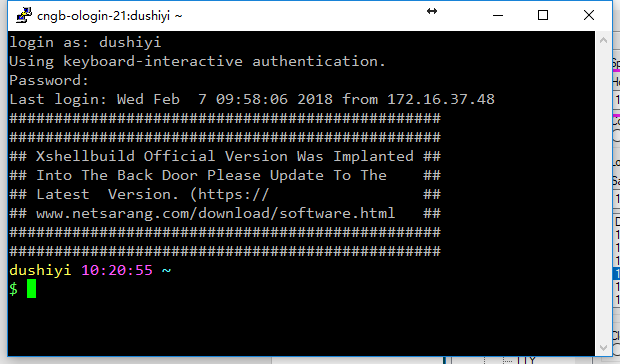 cngb-ologin-21:dushiyi ~
login as: dushiyi
Using keyboard-interactive authentication.
Password:
Last login: Wed Feb  7 09:58:06 2018 from 172.16.37.48
################################################
################################################
## Xshellbuild Official Version Was Implanted ##
## Into The Back Door Please Update To The    ##
## Latest  Version. (https://                 ##
## www.netsarang.com/download/software.html   ##
################################################
################################################
dushiyi 10:20:55 ~
$